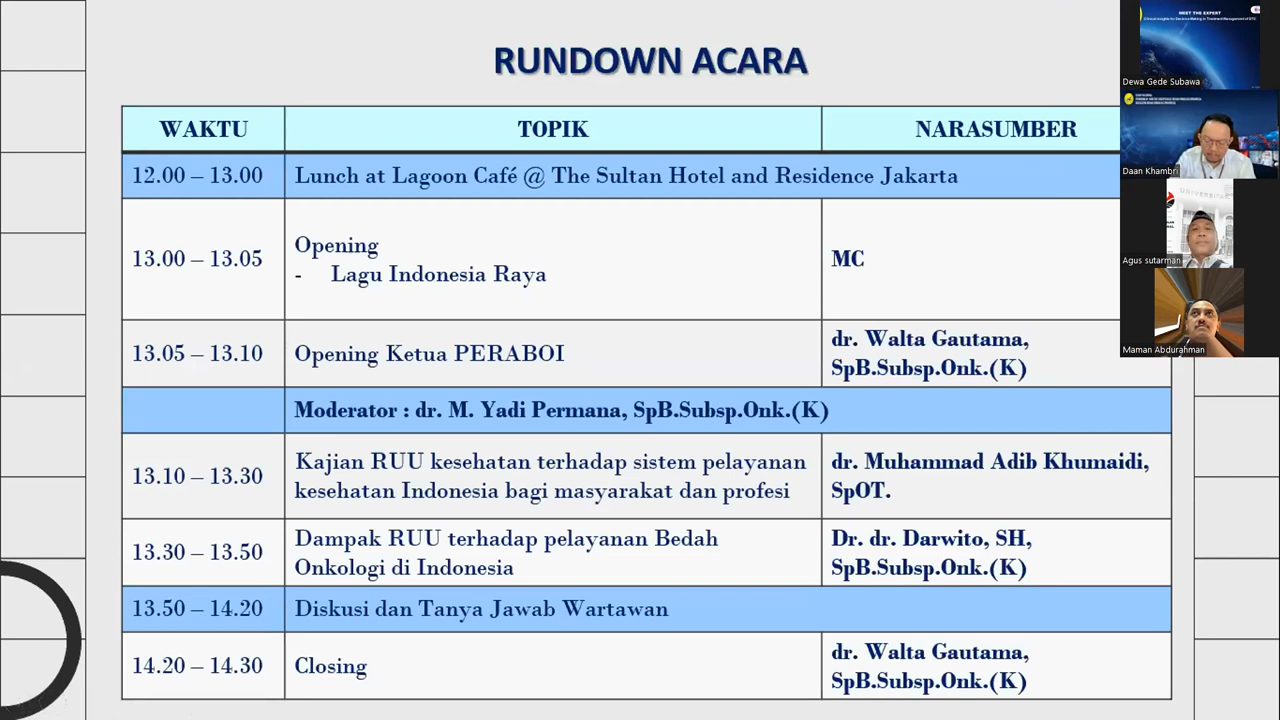 RUNDOWN ACARA
WAKTU TOPIK NARASUMBER
12.00 – 13.00 Lunch at Lagoon Café @ The Sultan Hotel and Residence Jakarta
13.00 – 13.05 Opening
- Lagu Indonesia Raya
MC
13.05 – 13.10 Opening Ketua PERABOI
dr. Walta Gautama,
SpB.Subsp.Onk.(K)
Moderator : dr. M. Yadi Permana, SpB.Subsp.Onk.(K)
13.10 – 13.30
Kajian RUU kesehatan terhadap sistem pelayanan
kesehatan Indonesia bagi masyarakat dan profesi
dr. Muhammad Adib Khumaidi,
SpOT.
13.30 – 13.50
Dampak RUU terhadap pelayanan Bedah
Onkologi di Indonesia
Dr. dr. Darwito, SH,
SpB.Subsp.Onk.(K)
13.50 – 14.20 Diskusi dan Tanya Jawab Wartawan
14.20 – 14.30 Closing
dr. Walta Gautama,
SpB.Subsp.Onk.(K)
MEET THE EXPERT
Dewa Gede Subawa
Daan Khambri
Agus sutarman
Maman Abdurahman